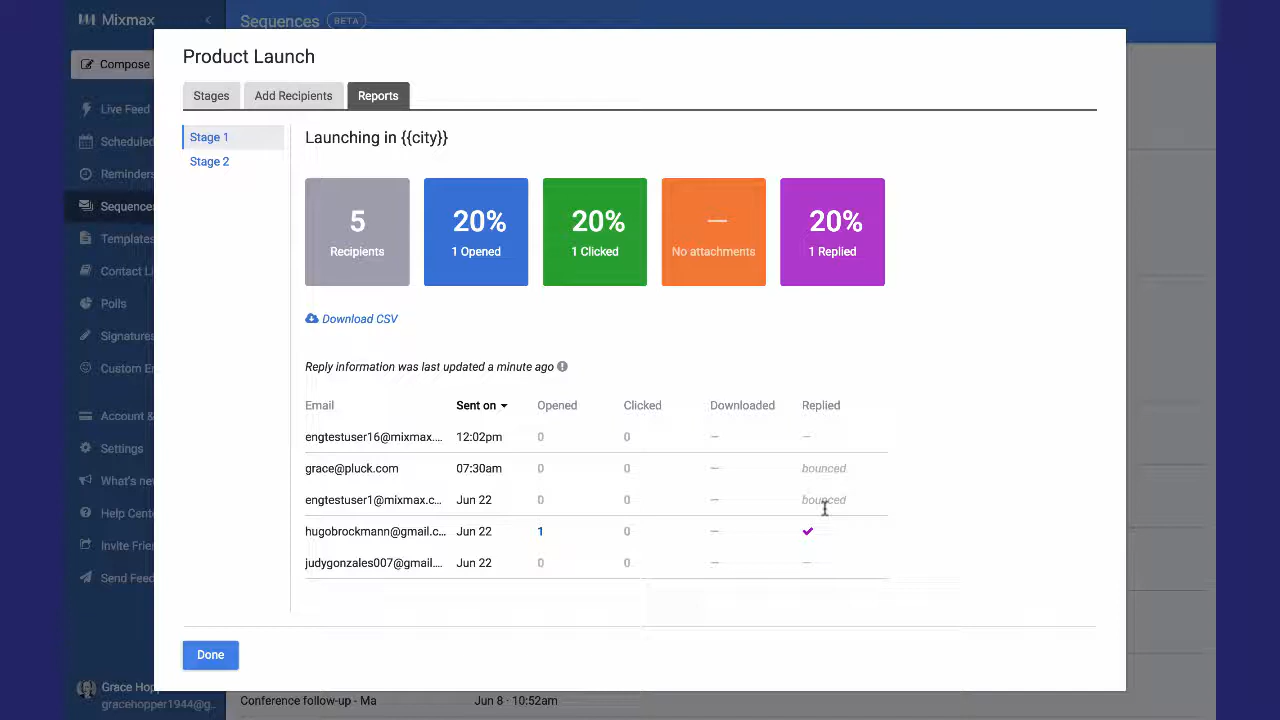 Mixmax
Sequences BETA
Product Launch
Compose
Stages
Add Recipients
Reports
Live Feed
Stage 1
Launching in {{city}}
Scheduled
Stage 2
Reminders
5
20%
20%
—
20%
Recipients
1 Opened
1 Clicked
No attachments
1 Replied
Sequences
Templates
Contact Li
Polls
Download CSV
Signatures
Custom E
Reply information was last updated a minute ago
Email Sent on Opened Clicked Downloaded Replied
Account &
engtestuser16@mixmax.... 12:02pm 0 0 — —
Settings
grace@pluck.com 07:30am 0 0 — bounced
What's ne
engtestuser1@mixmax.c... Jun 22 0 0 — bounced
Help Cent
hugobrockmann@gmail.c... Jun 22 1 0 —
Invite Frie
judygonzales007@gmail.... Jun 22 0 0 — —
Send Feed
Done
Grace Hop
gracehopper1944@g..
Conference follow-up - Ma
Jun 8 - 10:52am